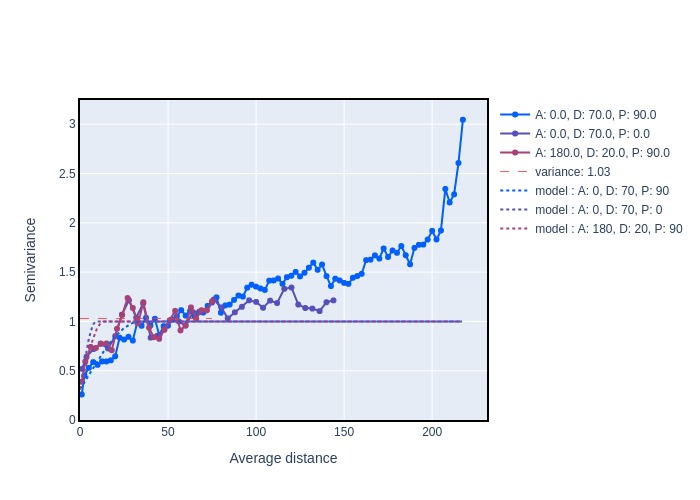 A: 0.0, D: 70.0, P: 90.0
A: 0.0, D: 70.0, P: 0.0
A: 180.0, D: 20.0, P: 90.0
variance: 1.03
model : A: 0, D: 70, P: 90
model : A: 0, D: 70, P: 0
model : A: 180, D: 20, P: 90
Semivariance
3
2.5
2
1.5
1
0.5
0
0 50 100 150 200
Average distance